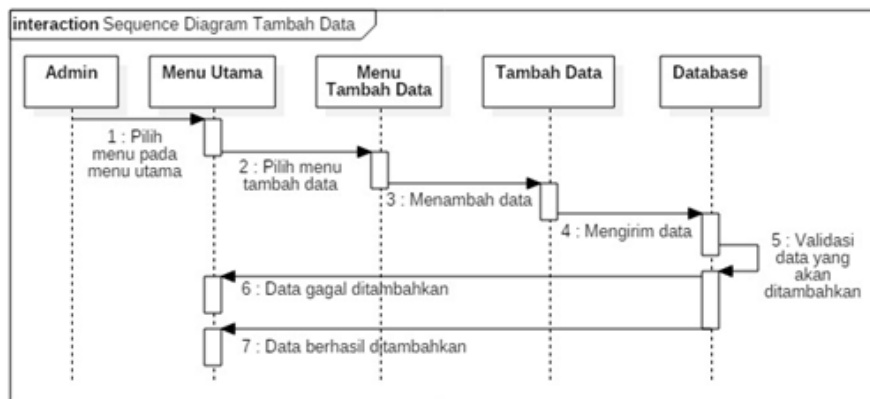 interaction Sequence Diagram Tambah Data
Admin
Menu Utama
Menu
Tambah Data
Tambah Data
Database
1 : Pilih
menu pada
menu utama
2 : Pilih menu
tambah data
3 : Menambah data
4 : Mengirim data
5 : Validasi
data yang
akan
ditambahkan
6 : Data gagal ditambahkan
7 : Data berhasil ditambahkan